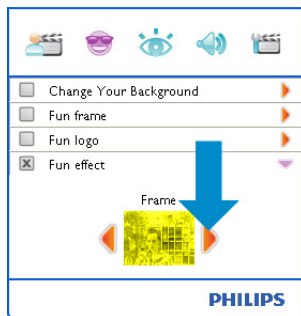 Change Your Background
Fun frame
Fun logo
Fun effect
Frame
PHILIPS